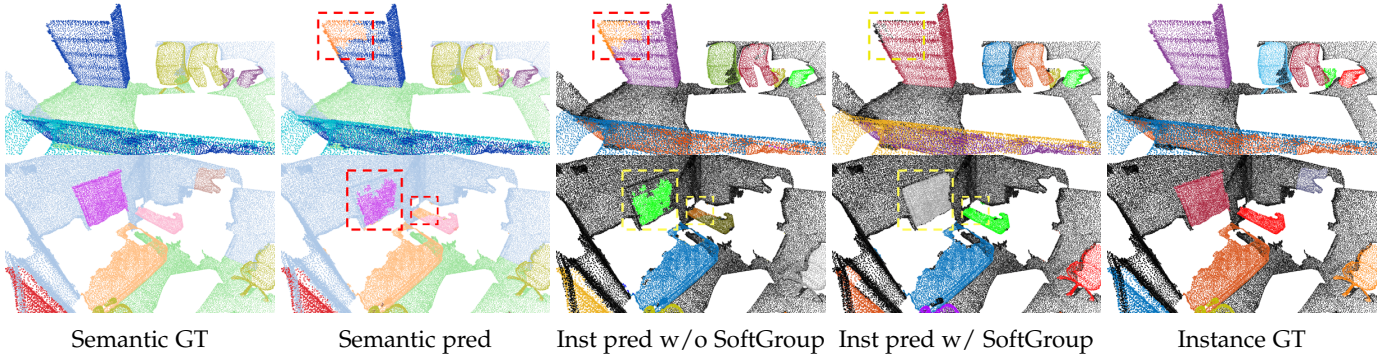 Semantic GT
Semantic pred
Inst pred w/o SoftGroup
Inst pred w/ SoftGroup
Instance GT